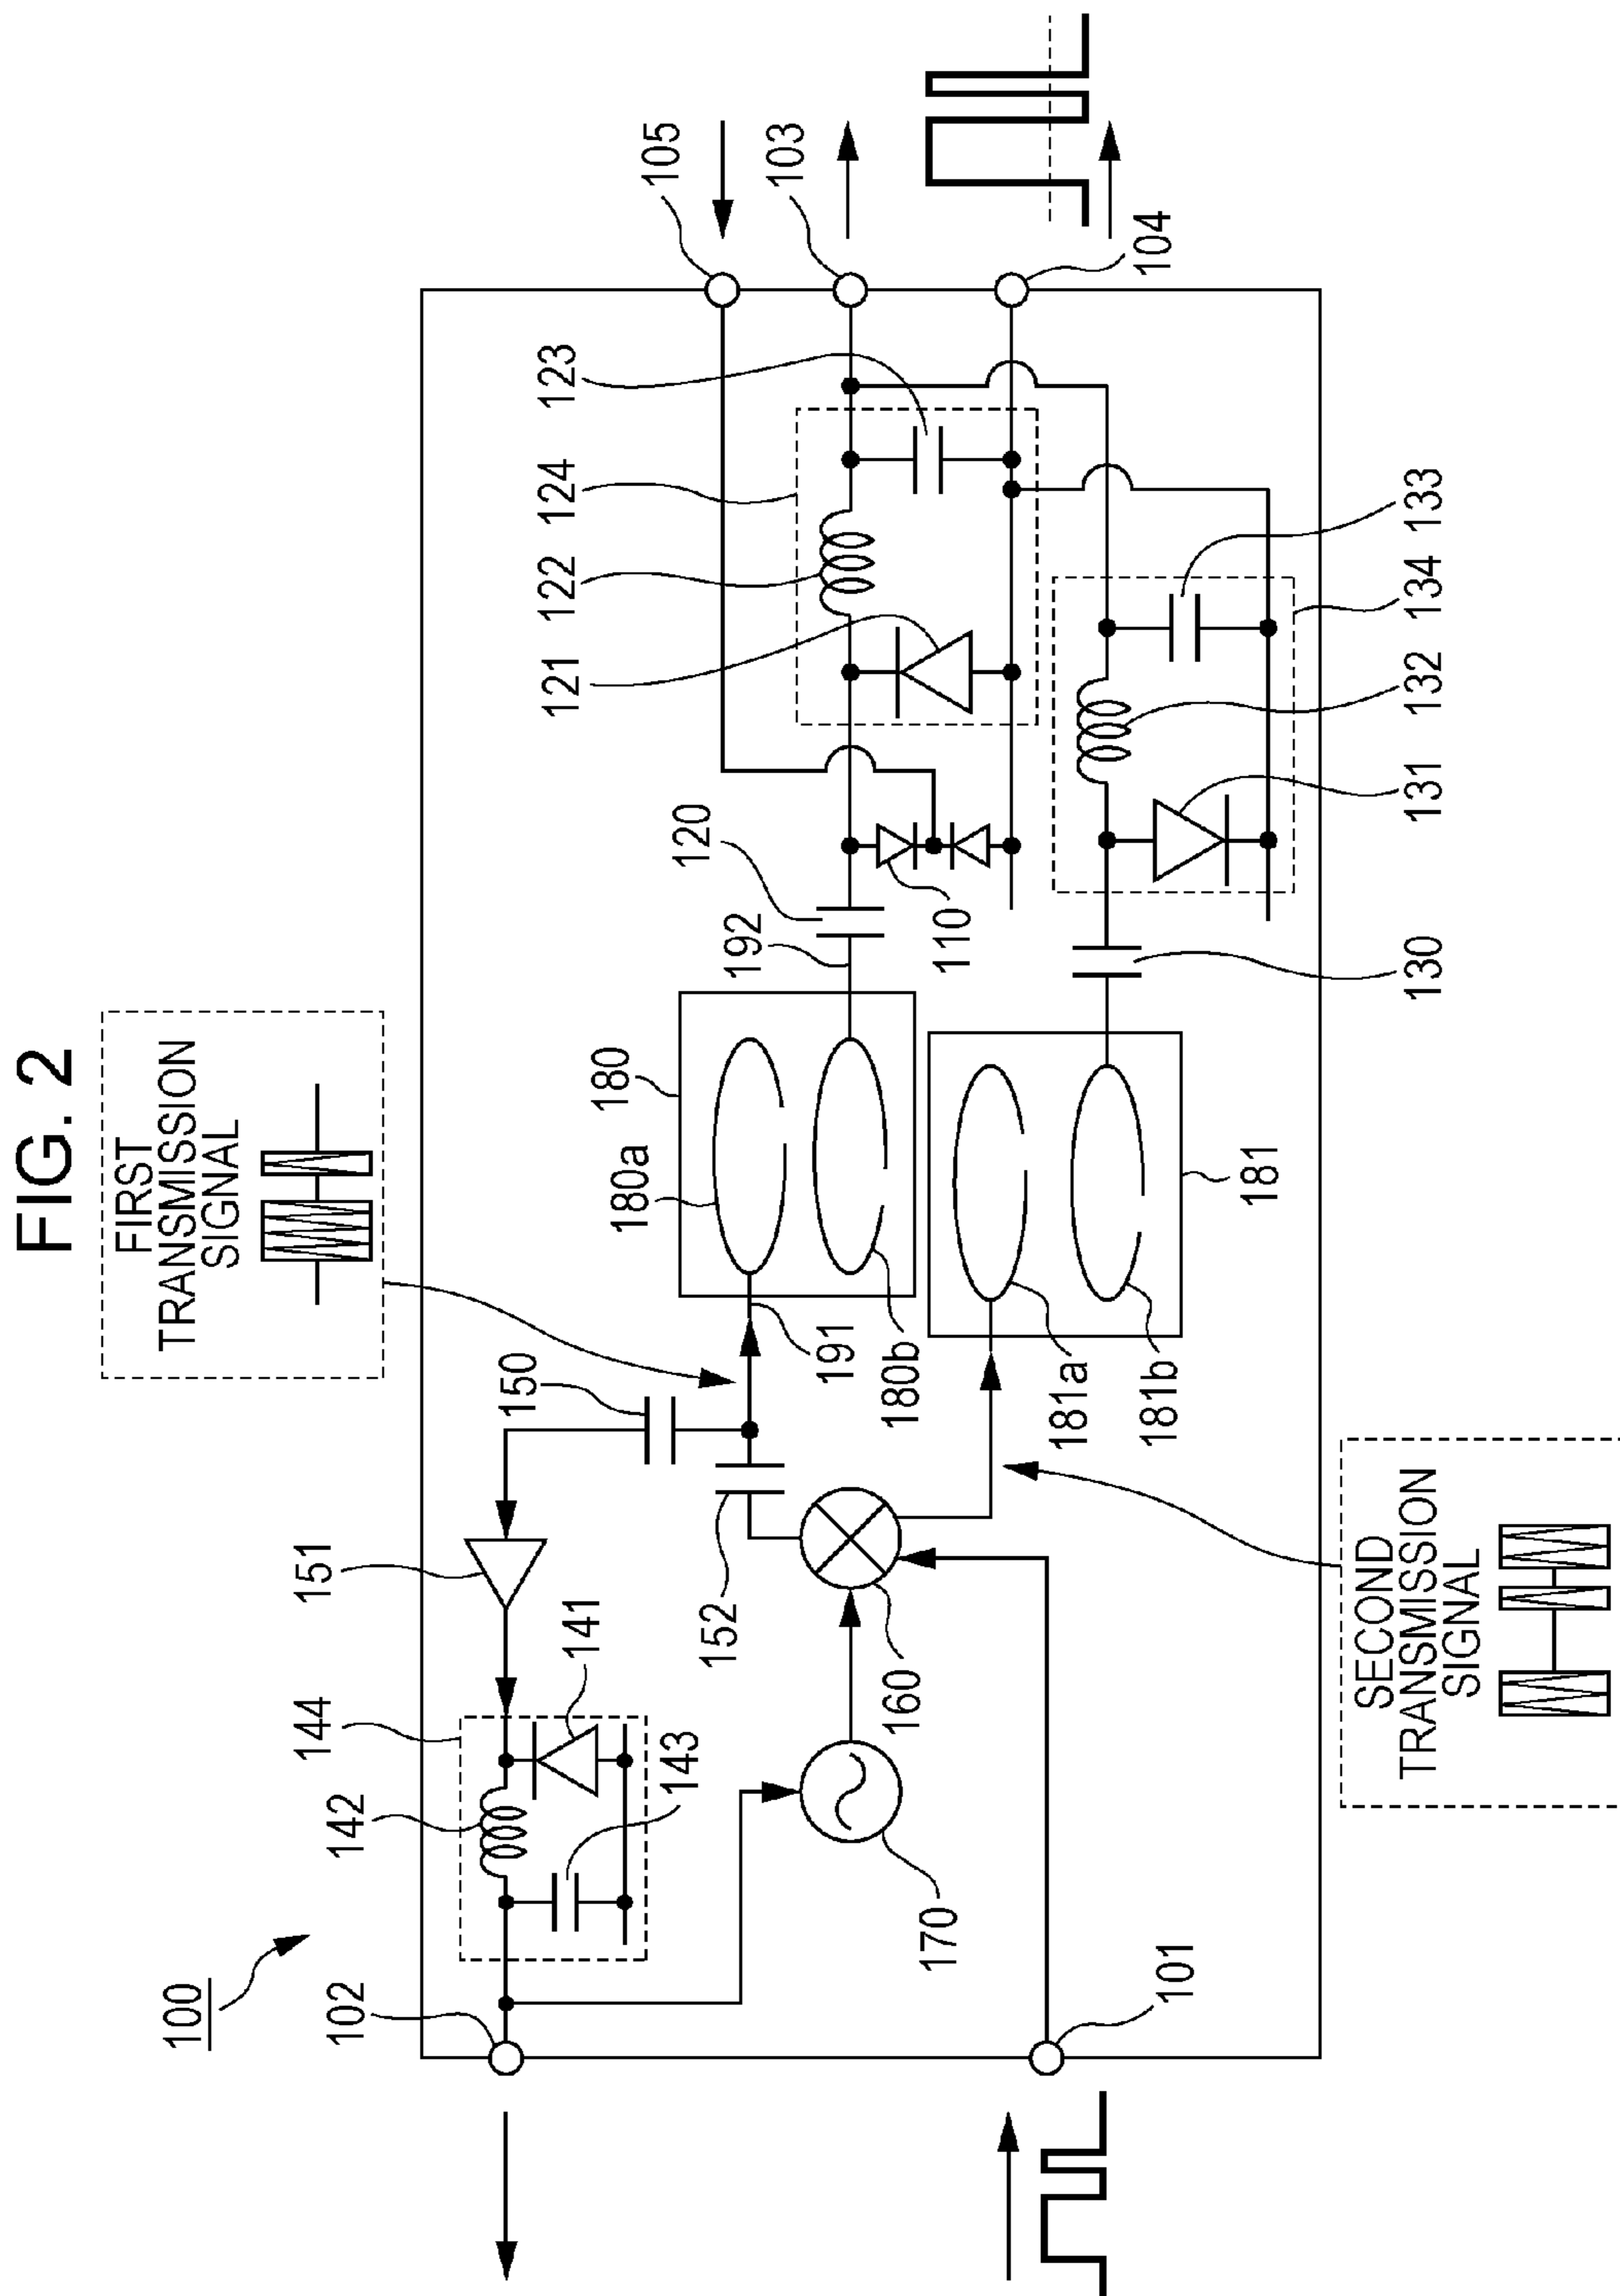 FIG. 2
FIRST
TRANSMISSION
SIGNAL
100
102
144
142
151
141
143
150
152
191
180a
180
180b
192
120
110
121
122
124
123
105
103
104
160
170
101
181a
181b
181
130
131
132
134
133
SECOND
TRANSMISSION
SIGNAL